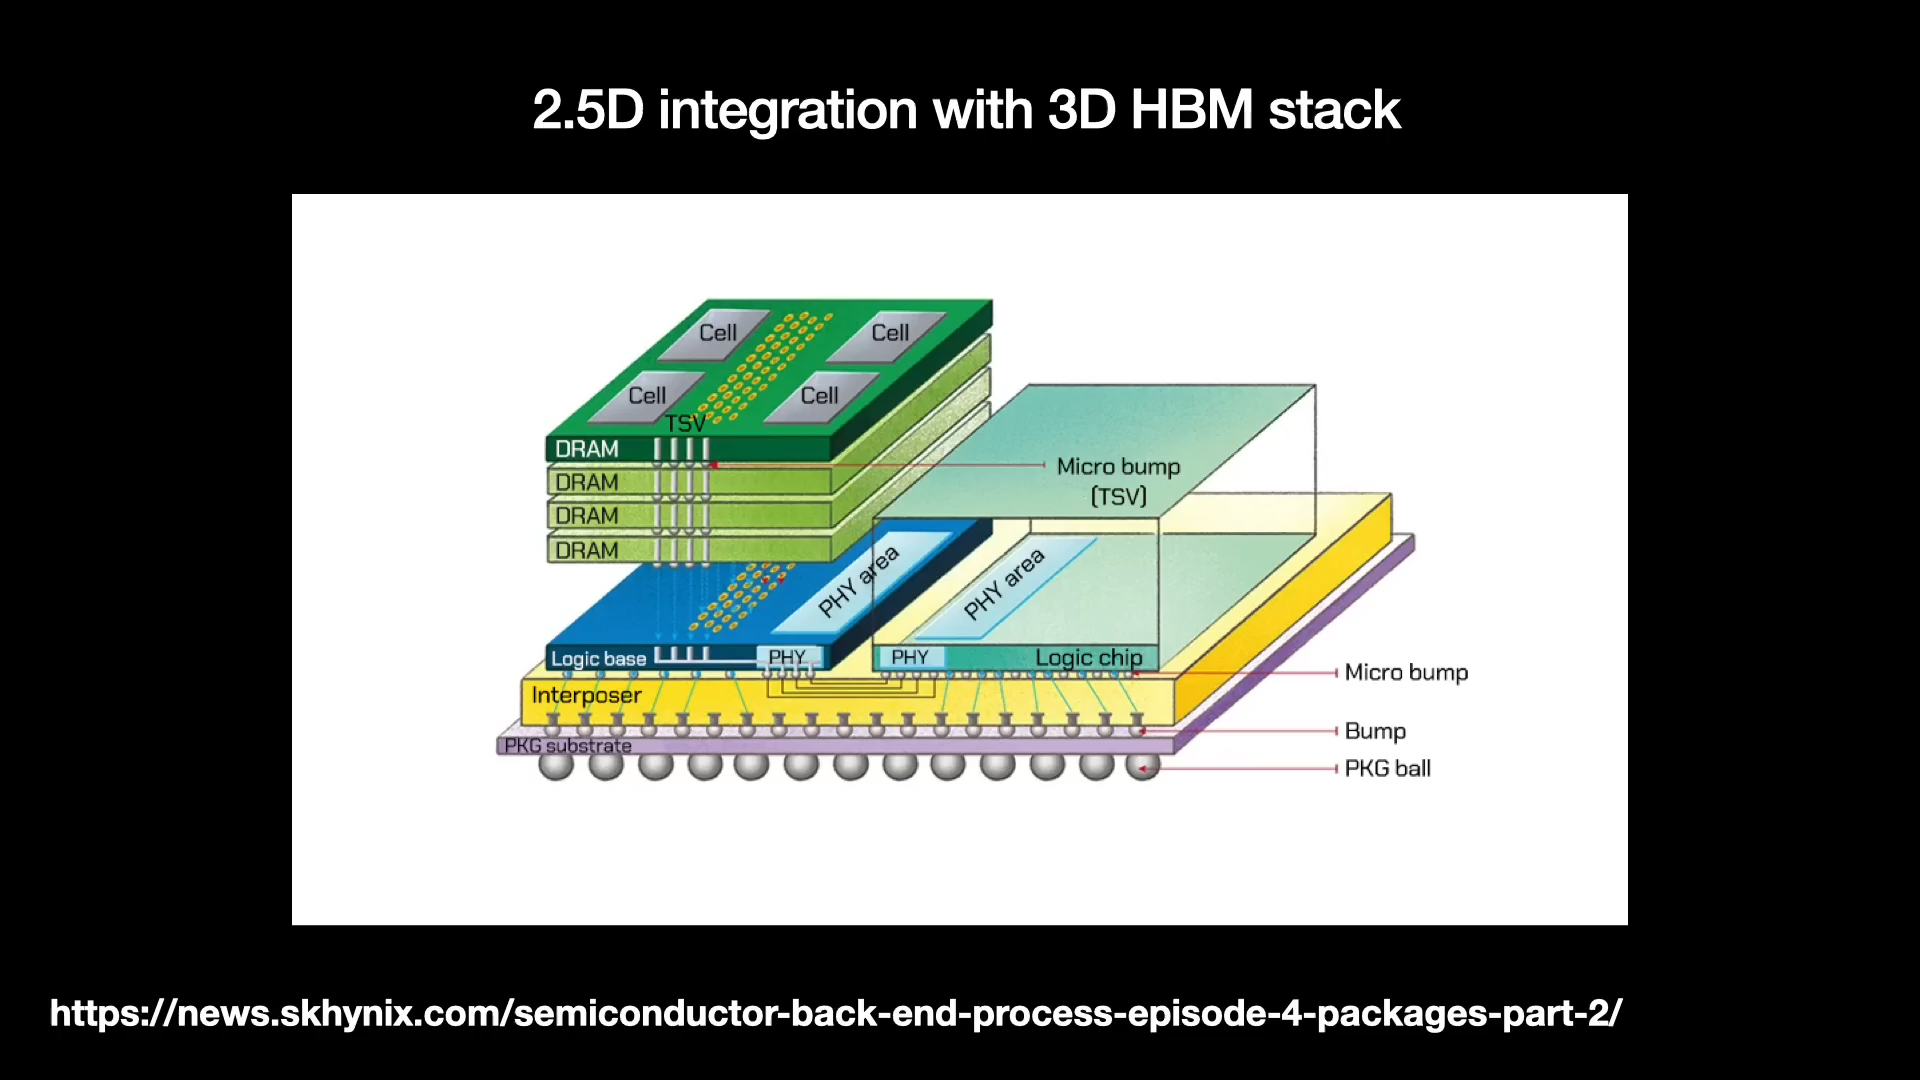 2.5D integration with 3D HBM stack
Cell
Cell
Cell
Cell
TSV
DRAM
DRAM
DRAM
DRAM
Micro bump
(TSV)
PHY area
PHY area
Logic base
PHY
PHY
Logic chip
Interposer
PKG substrate
Micro bump
Bump
PKG ball
https://news.skhynix.com/semiconductor-back-end-process-episode-4-packages-part-2/